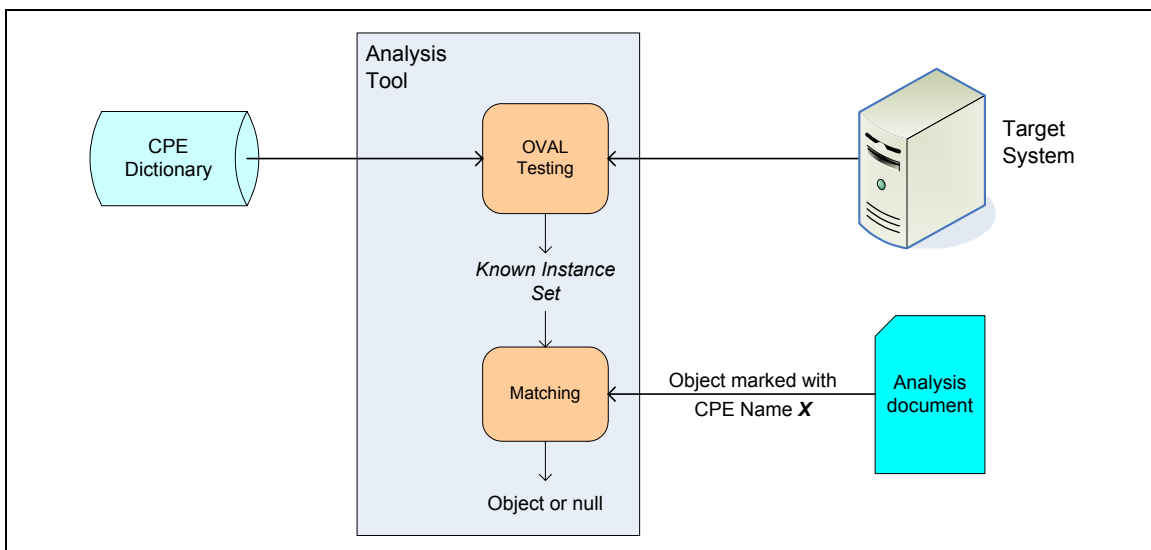 Analysis
Tool
CPE
Dictionary
OVAL
Testing
Target
System
Known Instance
Set
Matching
Object marked with
CPE Name X
Analysis
document
Object or null